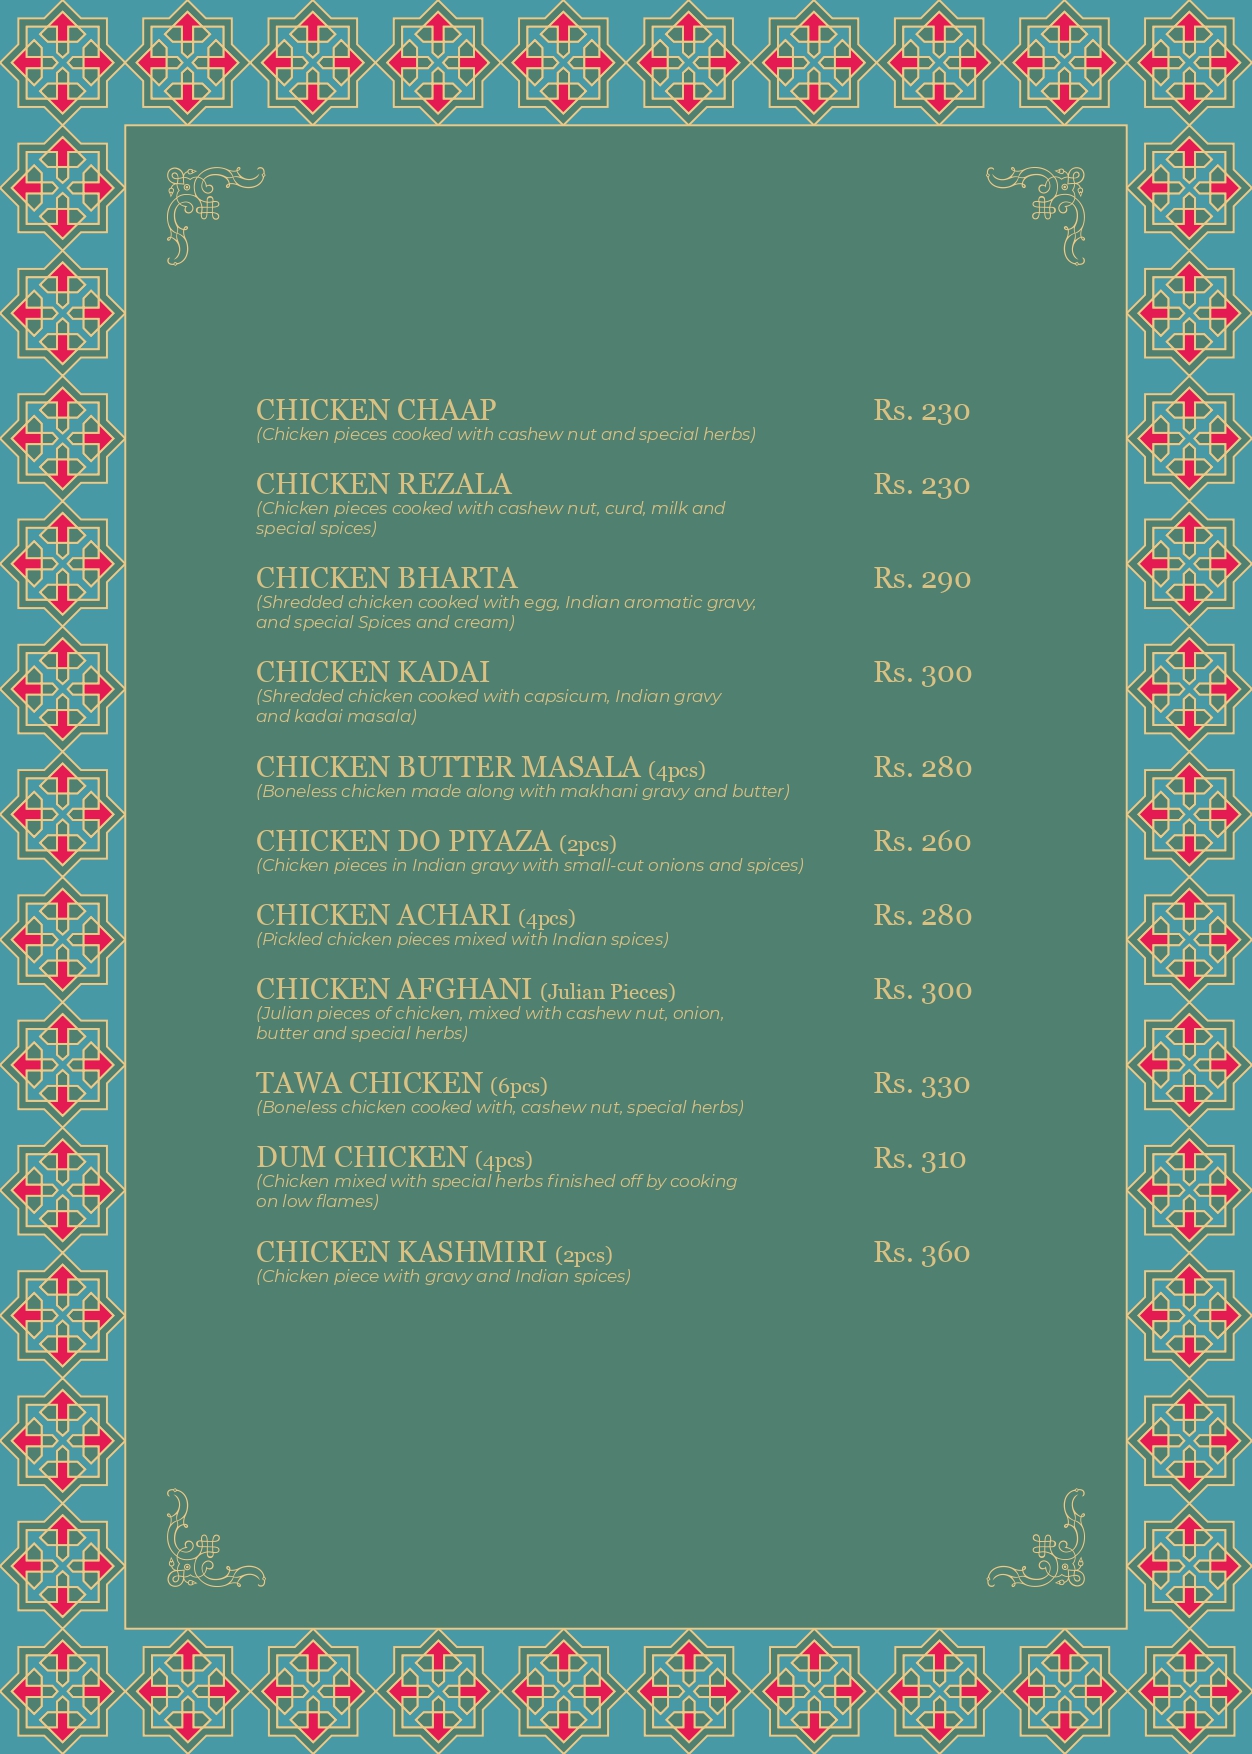 CHICKEN CHAAP Rs. 230
(Chicken pieces cooked with cashew nut and special herbs)
CHICKEN REZALA Rs. 230
(Chicken pieces cooked with cashew nut, curd, milk and
special spices)
CHICKEN BHARTA Rs. 290
(Shredded chicken cooked with egg, Indian aromatic gravy,
and special Spices and cream)
CHICKEN KADAI Rs. 300
(Shredded chicken cooked with capsicum, Indian gravy
and kadai masala)
CHICKEN BUTTER MASALA (4pcs) Rs. 280
(Boneless chicken made along with makhani gravy and butter)
CHICKEN DO PIYAZA (2pcs) Rs. 260
(Chicken pieces in Indian gravy with small-cut onions and spices)
CHICKEN ACHARI (4pcs) Rs. 280
(Pickled chicken pieces mixed with Indian spices)
CHICKEN AFGHANI (Julian Pieces) Rs. 300
(Julian pieces of chicken, mixed with cashew nut, onion,
butter and special herbs)
TAWA CHICKEN (6pcs) Rs. 330
(Boneless chicken cooked with, cashew nut, special herbs)
DUM CHICKEN (4pcs) Rs. 310
(Chicken mixed with special herbs finished off by cooking
on low flames)
CHICKEN KASHMIRI (2pcs) Rs. 360
(Chicken piece with gravy and Indian spices)